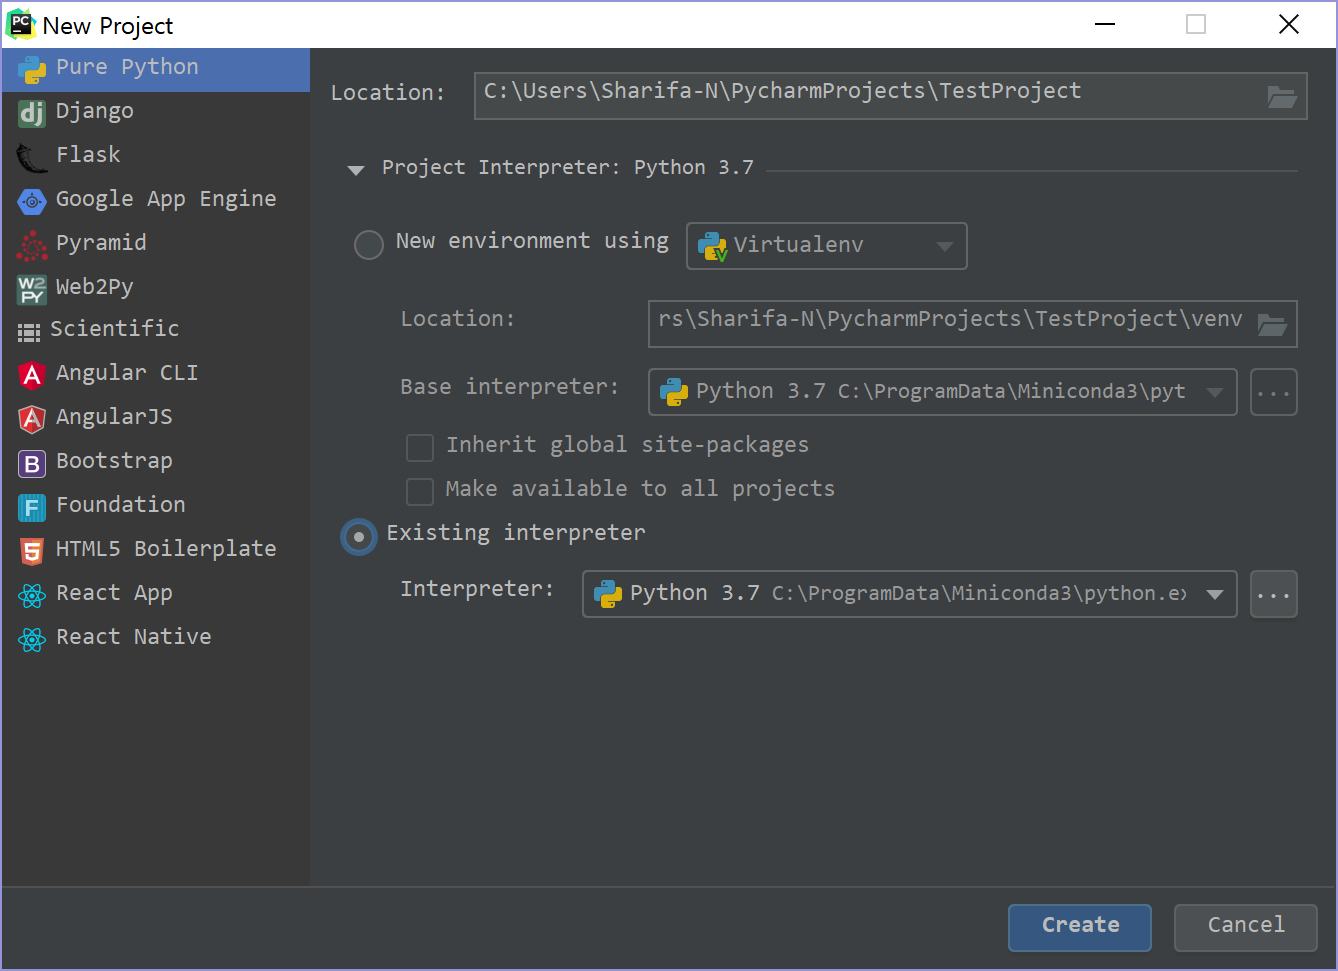 New Project
Pure Python
Django
Flask
Google App Engine
Pyramid
Web2Py
Scientific
Angular CLI
AngularJS
Bootstrap
Foundation
HTML5 Boilerplate
React App
React Native
Location: C:\Users\Sharifa-N\PycharmProjects\TestProject
Project Interpreter: Python 3.7
New environment using Virtualenv
Location: rs\Sharifa-N\PycharmProjects\TestProject\venv
Base interpreter: Python 3.7 C:\ProgramData\Miniconda3\pyt ...
Inherit global site-packages
Make available to all projects
Existing interpreter
Interpreter: Python 3.7 C:\ProgramData\Miniconda3\python.ex ...
Create Cancel